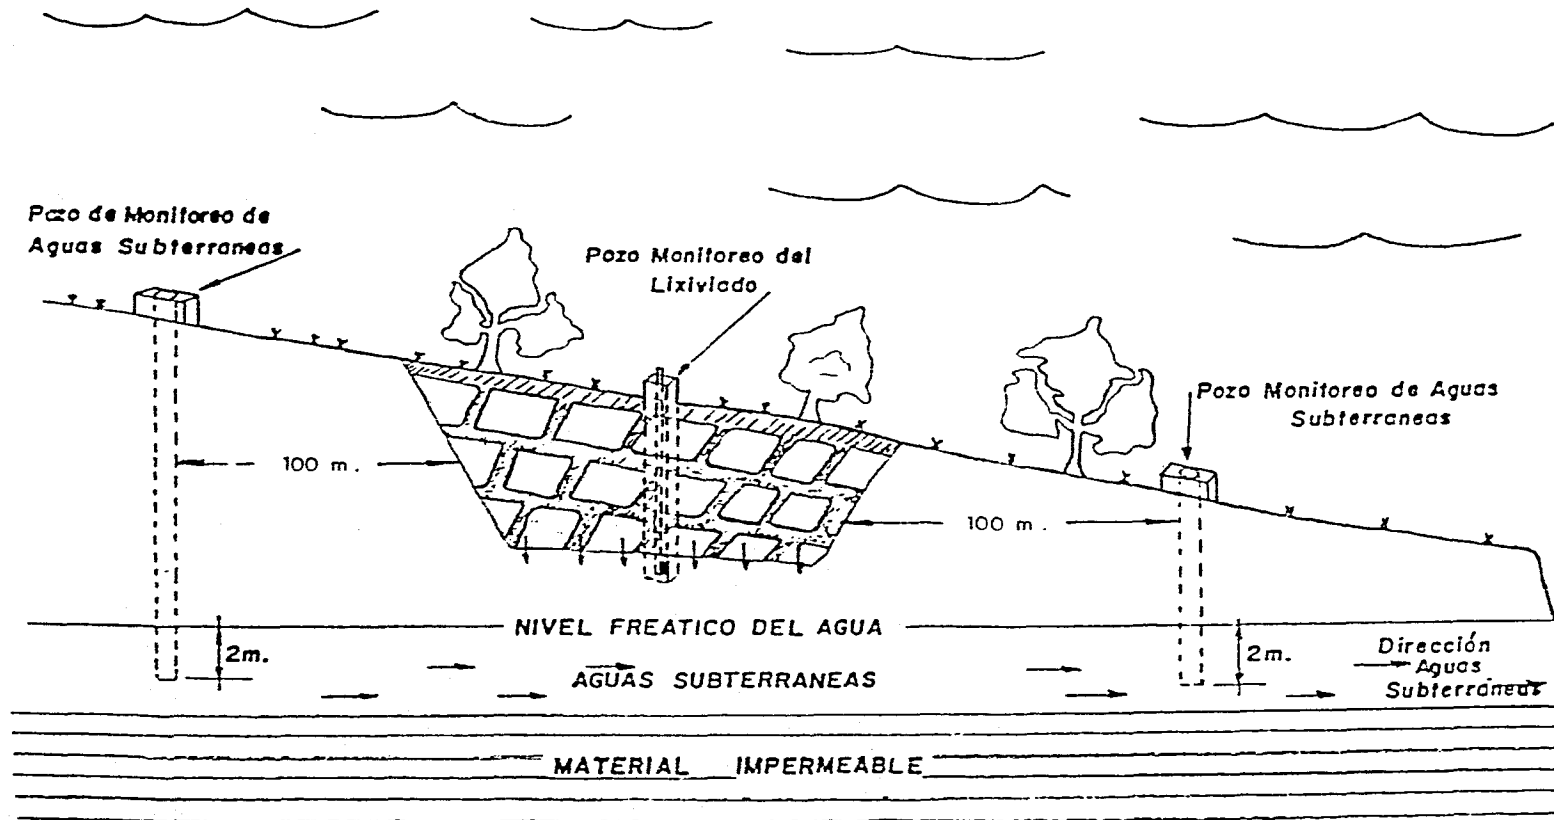 Pozo de Monitoreo de
Aguas Subterraneas
Pozo Monitoreo del
Lixiviado
Pozo Monitoreo de Aguas
Subterraneas
100 m.
100 m.
NIVEL FREATICO DEL AGUA
2m.
2m.
Dirección
Aguas
Subterráneas
AGUAS SUBTERRANEAS
MATERIAL IMPERMEABLE